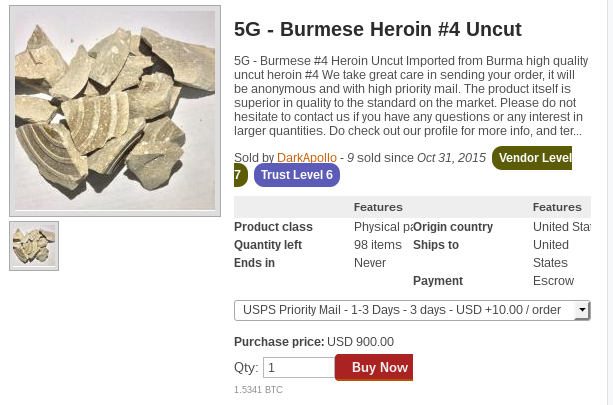 5G - Burmese Heroin #4 Uncut
5G - Burmese #4 Heroin Uncut Imported from Burma high quality
uncut heroin #4 We take great care in sending your order, it will
be anonymous and with high priority mail. The product itself is
superior in quality to the standard on the market. Please do not
hesitate to contact us if you have any questions or any interest in
larger quantities. Do check out our profile for more info, and ter...
Sold by DarkApollo - 9 sold since Oct 31, 2015 Vendor Level
7 Trust Level 6
Features Features
Product class Physical pa Origin country United Sta
Quantity left 98 items Ships to United
Ends in Never States
Payment Escrow
USPS Priority Mail - 1-3 Days - 3 days - USD +10.00 / order
Purchase price: USD 900.00
Qty: 1 Buy Now
1.5341 BTC